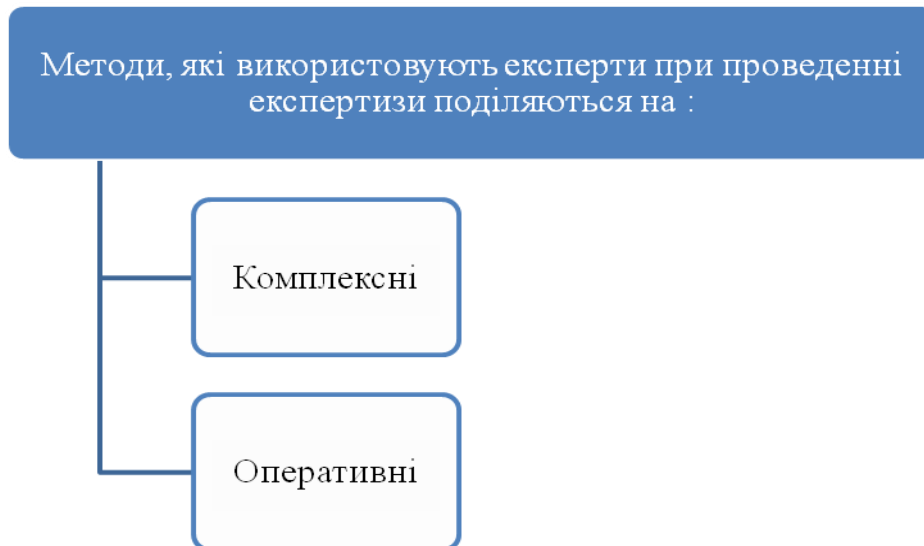 Методи, які використовують експерти при проведенні
експертизи поділяються на :
Комплексні
Оперативні